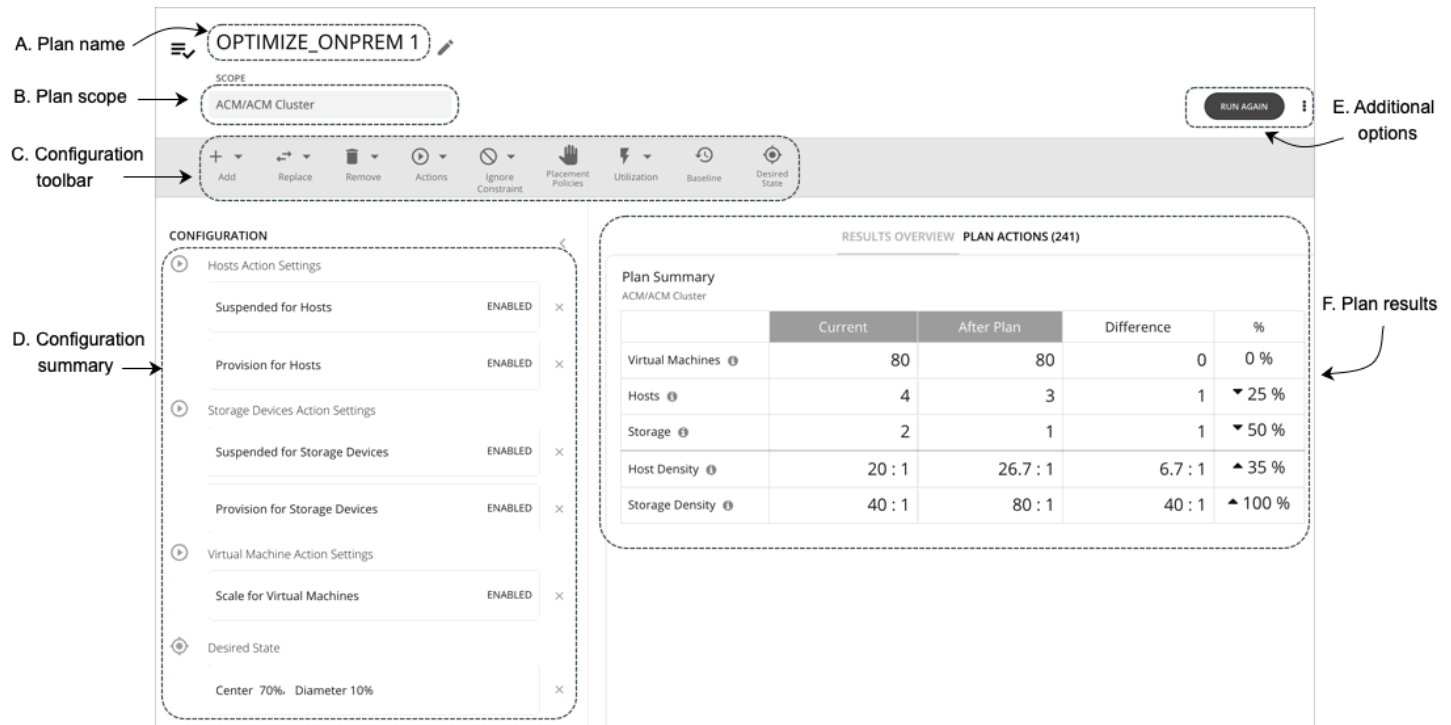 A. Plan name
OPTIMIZE_ONPREM 1
SCOPE
B. Plan scope
ACM/ACM Cluster
RUN AGAIN
E. Additional
options
C. Configuration
toolbar
Add
Replace
Remove
Actions
Ignore
Constraint
Placement
Policies
Utilization
Baseline
Desired
State
CONFIGURATION
Hosts Action Settings
Suspended for Hosts ENABLED
Provision for Hosts ENABLED
D. Configuration
summary
Storage Devices Action Settings
Suspended for Storage Devices ENABLED
Provision for Storage Devices ENABLED
Virtual Machine Action Settings
Scale for Virtual Machines ENABLED
Desired State
Center 70%. Diameter 10%
RESULTS OVERVIEW PLAN ACTIONS (241)
Plan Summary
ACM/ACM Cluster
Current After Plan Difference %
Virtual Machines 80 80 0 0 %
Hosts 4 3 1 25 %
Storage 2 1 1 50 %
Host Density 20 : 1 26.7 : 1 6.7 : 1 35 %
Storage Density 40 : 1 80 : 1 40 : 1 100 %
F. Plan results